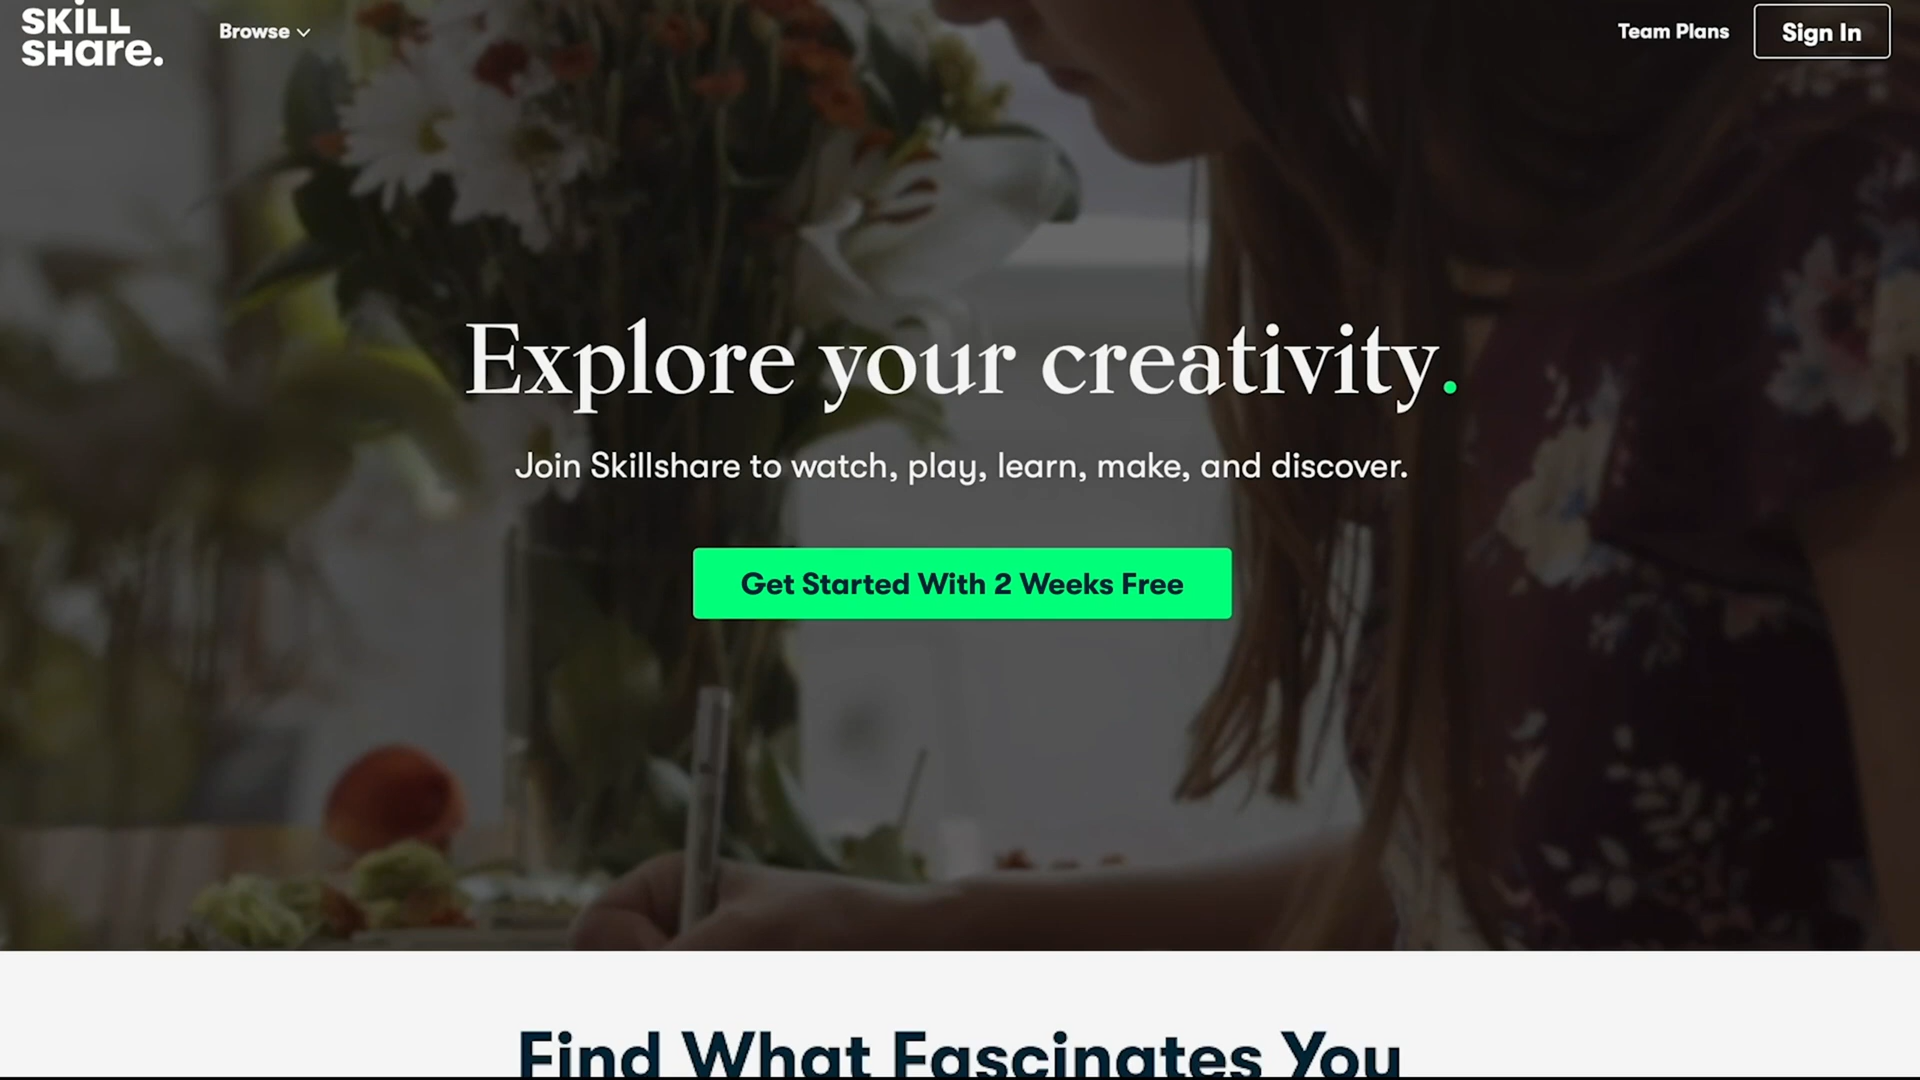 SKILL
SHare.
Browse
Team Plans
Sign In
Explore your creativity.
Join Skillshare to watch, play, learn, make, and discover.
Get Started With 2 Weeks Free
Find What Fascinates You